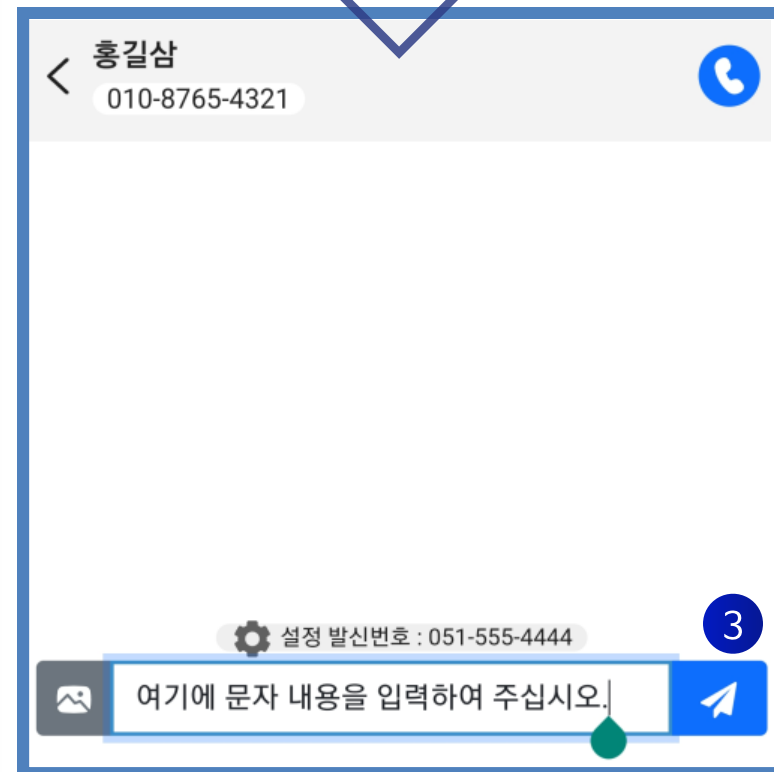 홍길삼
010-8765-4321
설정 발신번호 : 051-555-4444
3
여기에 문자 내용을 입력하여 주십시오.